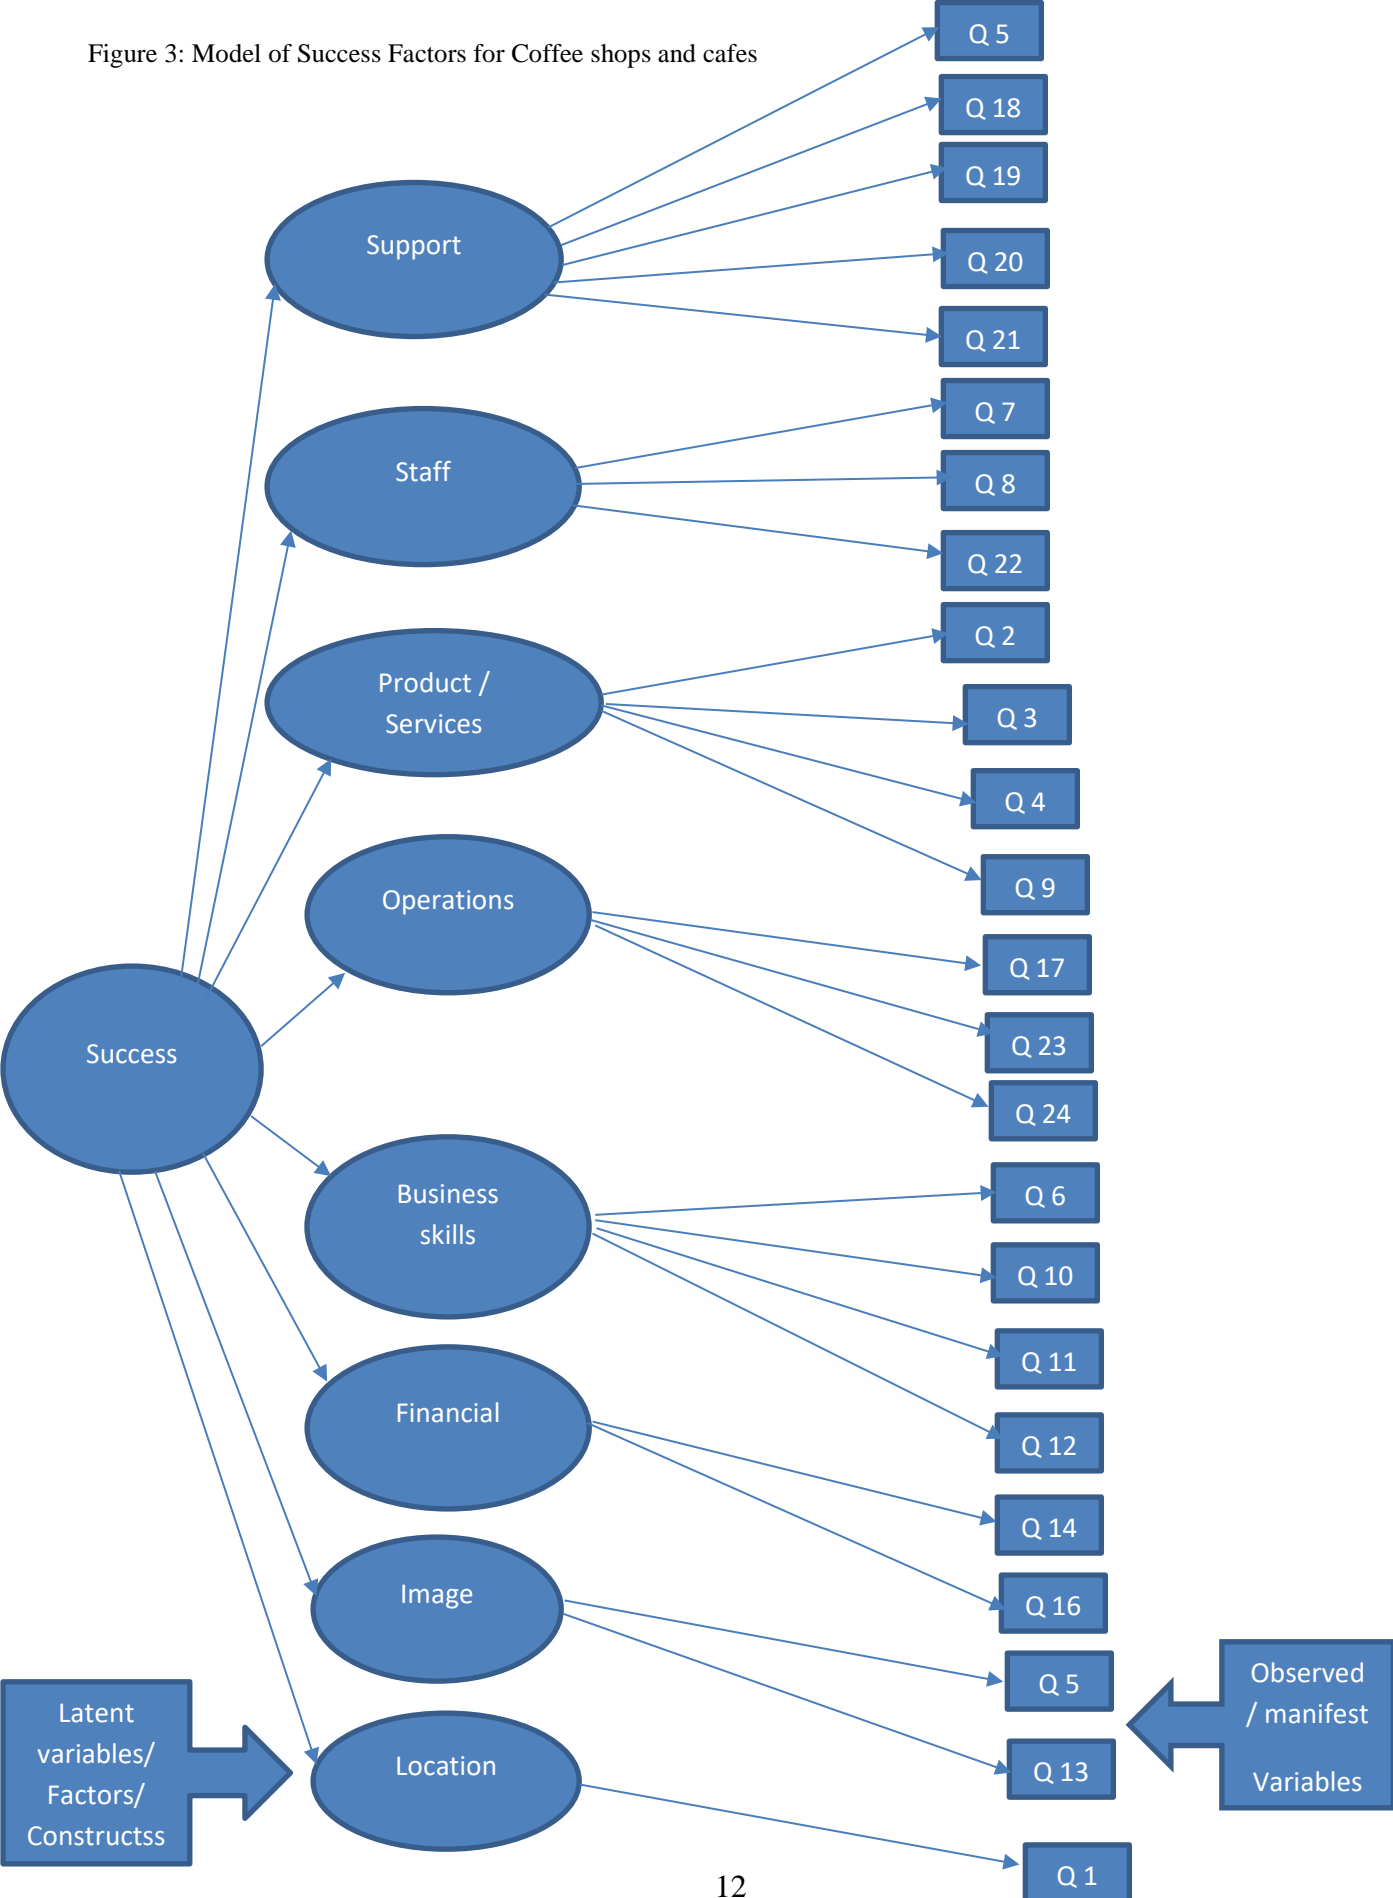 Figure 3: Model of Success Factors for Coffee shops and cafes
Q 5
Q 18
Q 19
Support
Q 20
Q 21
Q 7
Staff
Q 8
Q 22
Q 2
Product /
Services
Q 3
Q 4
Q 9
Operations
Q 17
Q 23
Success
Q 24
Business
skills
Q 6
Q 10
Q 11
Financial
Q 12
Q 14
Image
Q 16
Q 5
Observed
/ manifest
Variables
Latent
variables/
Factors/
Constructss
Location
Q 13
Q 1
12